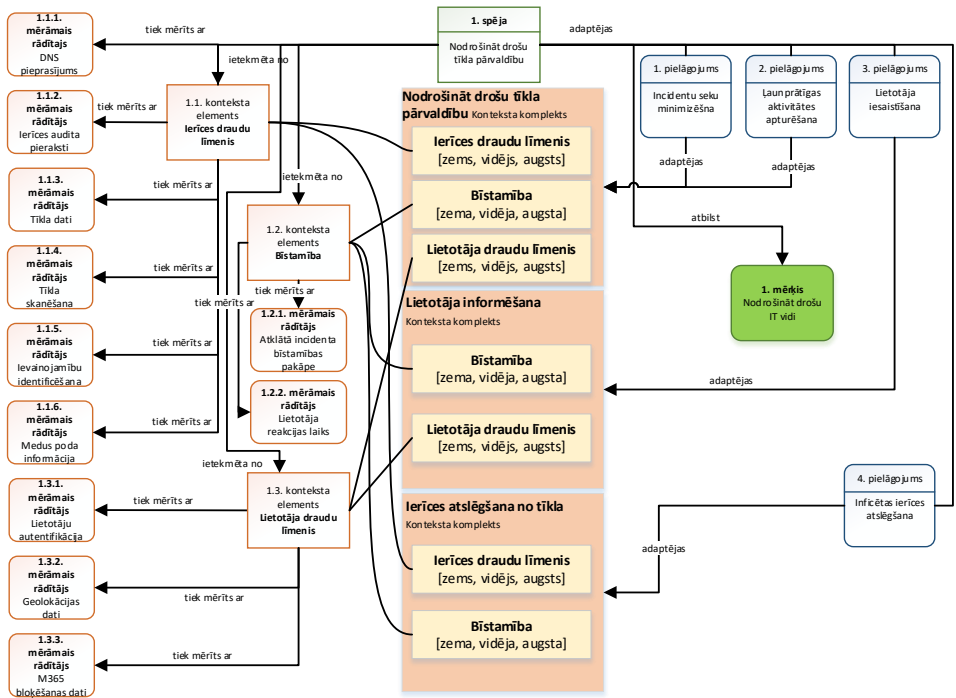 1.1.1.
mērāmais
rādītajs
DNS
pieprasījums
tiek mērīts ar
1.1.2.
mērāmais
rādītājs
Ierīces audita
pieraksti
tiek mērīts ar
1.1.3.
mērāmais
rādītājs
Tīkla dati
tiek mērīts ar
1.1.4.
mērāmais
rādītājs
Tīkla
skanēšana
tiek mērīts ar
1.1.5.
mērāmais
rādītājs
Ievainojamību
identificēšana
tiek mērīts ar
1.1.6.
mērāmais
rādītājs
Medus poda
informācija
tiek mērīts ar
1.3.1.
mērāmais
rādītājs
Lietotāju
autentifikācija
tiek mērīts ar
1.3.2.
mērāmais
rādītājs
Geolokācijas
dati
tiek mērīts ar
1.3.3.
mērāmais
rādītājs
M365
bloķēšanas dati
tiek mērīts ar
ietekmēta no
1.1. konteksta
elements
Ierīces draudu
līmenis
ietekmēta no
1.2. konteksta
elements
Bīstamība
tiek mērīts ar
tiek mērīts ar
1.2.1. mērāmais
rādītājs
Atklātā incidenta
bīstamības
pakāpe
1.2.2. mērāmais
rādītājs
Lietotāja
reakcijas laiks
ietekmēta no
1.3. konteksta
elements
Lietotāja draudu
līmenis
1. spēja
Nodrošināt drošu
tīkla pārvaldību
Nodrošināt drošu tīkla
pārvaldību Konteksta komplekts
Ierīces draudu līmenis
[zems, vidējs, augsts]
Bīstamība
[zema, vidēja, augsta]
Lietotāja draudu līmenis
[zems, vidējs, augsts]
Lietotāja informēšana
Konteksta komplekts
Bīstamība
[zema, vidēja, augsta]
Lietotāja draudu līmenis
[zems, vidējs, augsts]
Ierīces atslēgšana no tīkla
Konteksta komplekts
Ierīces draudu līmenis
[zems, vidējs, augsts]
Bīstamība
[zema, vidēja, augsta]
adaptējas
1. pielāgojums
Incidentu seku
minimizēšna
2. pielāgojums
Ļaunprātīgas
aktivitātes
apturēšana
3. pielāgojums
Lietotāja
iesaistīšana
adaptējas
adaptējas
atbilst
1. mērķis
Nodrošināt drošu
IT vidi
adaptējas
4. pielāgojums
Inficētas ierīces
atslēgšana
adaptējas